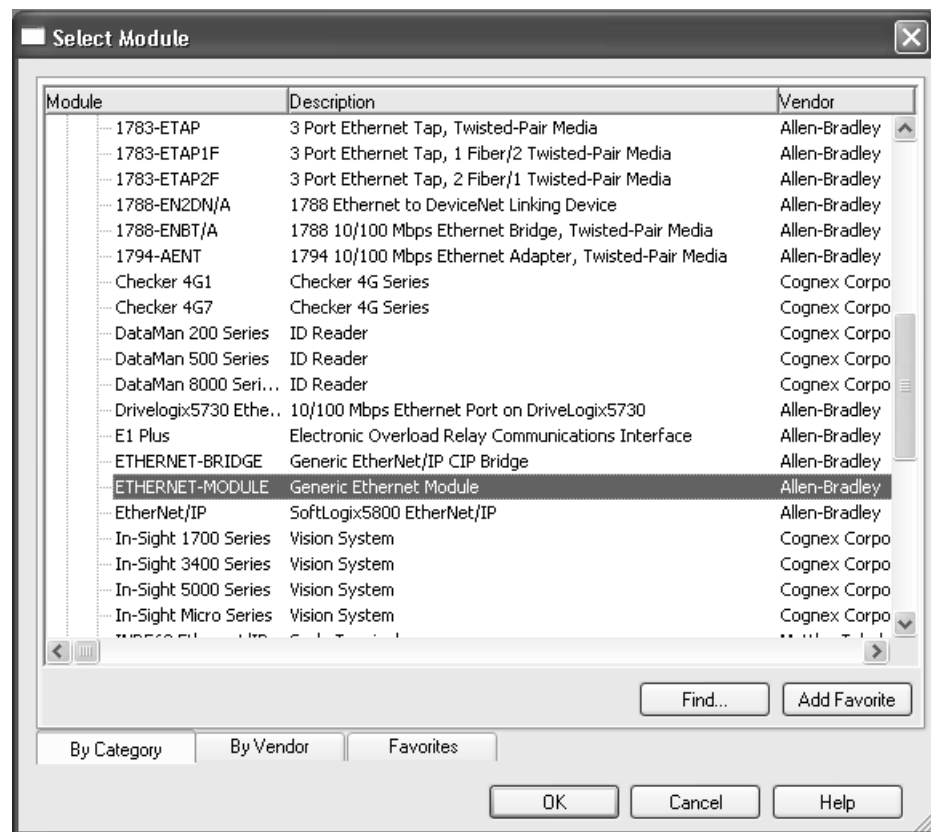 Select Module
Module Description Vendor
1783-ETAP 3 Port Ethernet Tap, Twisted-Pair Media Allen-Bradley
1783-ETAP1F 3 Port Ethernet Tap, 1 Fiber/2 Twisted-Pair Media Allen-Bradley
1783-ETAP2F 3 Port Ethernet Tap, 2 Fiber/1 Twisted-Pair Media Allen-Bradley
1788-EN2DN/A 1788 Ethernet to DeviceNet Linking Device Allen-Bradley
1788-ENBT/A 1788 10/100 Mbps Ethernet Bridge, Twisted-Pair Media Allen-Bradley
1794-AENT 1794 10/100 Mbps Ethernet Adapter, Twisted-Pair Media Allen-Bradley
Checker 4G1 Checker 4G Series Cognex Corpo
Checker 4G7 Checker 4G Series Cognex Corpo
DataMan 200 Series ID Reader Cognex Corpo
DataMan 500 Series ID Reader Cognex Corpo
DataMan 8000 Seri... ID Reader Cognex Corpo
Drivelogix5730 Ethe.. 10/100 Mbps Ethernet Port on DriveLogix5730 Allen-Bradley
E1 Plus Electronic Overload Relay Communications Interface Allen-Bradley
ETHERNET-BRIDGE Generic EtherNet/IP CIP Bridge Allen-Bradley
ETHERNET-MODULE Generic Ethernet Module Allen-Bradley
EtherNet/IP SoftLogix5800 EtherNet/IP Allen-Bradley
In-Sight 1700 Series Vision System Cognex Corpo
In-Sight 3400 Series Vision System Cognex Corpo
In-Sight 5000 Series Vision System Cognex Corpo
In-Sight Micro Series Vision System Cognex Corpo
Find... Add Favorite
By Category By Vendor Favorites
OK Cancel Help